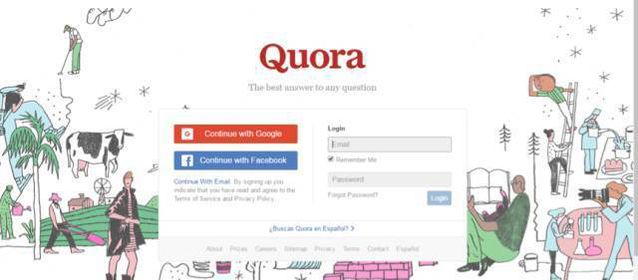 Quora
The best answer to any question
G Continue with Google
f Continue with Facebook
Continue With Email. By signing up you
indicate that you have read and agree to the
Terms of Service and Privacy Policy.
Login
Email
Remember Me
Password
Forgot Password?
Login
¿Buscas Quora en Español? >
About Prizes Careers Sitemap Privacy Terms Contact Español